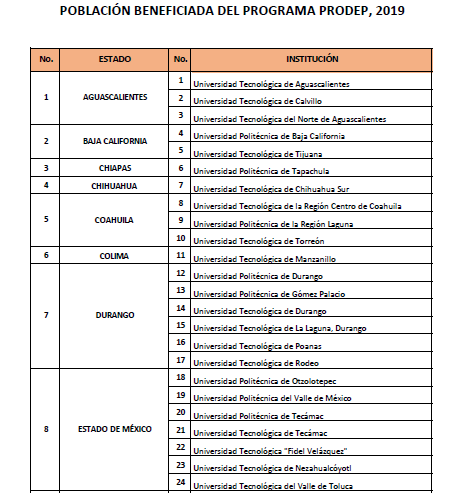 POBLACIÓN BENEFICIADA DEL PROGRAMA PRODEP, 2019
No. ESTADO No. INSTITUCIÓN
1 AGUASCALIENTES
1 Universidad Tecnológica de Aguascalientes
2 Universidad Tecnológica de Calvillo
3 Universidad Tecnológica del Norte de Aguascalientes
2 BAJA CALIFORNIA
4 Universidad Politécnica de Baja California
5 Universidad Tecnológica de Tijuana
3 CHIAPAS 6 Universidad Politécnica de Tapachula
4 CHIHUAHUA 7 Universidad Tecnológica de Chihuahua Sur
5 COAHUILA
8 Universidad Tecnológica de la Región Centro de Coahuila
9 Universidad Politécnica de la Región Laguna
10 Universidad Tecnológica de Torreón
6 COLIMA 11 Universidad Tecnológica de Manzanillo
7 DURANGO
12 Universidad Politécnica de Durango
13 Universidad Politécnica de Gómez Palacio
14 Universidad Tecnológica de Durango
15 Universidad Tecnológica de La Laguna, Durango
16 Universidad Tecnológica de Poanas
17 Universidad Tecnológica de Rodeo
8 ESTADO DE MÉXICO
18 Universidad Politécnica de Otzolotepec
19 Universidad Politécnica del Valle de México
20 Universidad Politécnica de Tecámac
21 Universidad Tecnológica de Tecámac
22 Universidad Tecnológica "Fidel Velázquez"
23 Universidad Tecnológica de Nezahualcóyotl
24 Universidad Tecnológica del Valle de Toluca